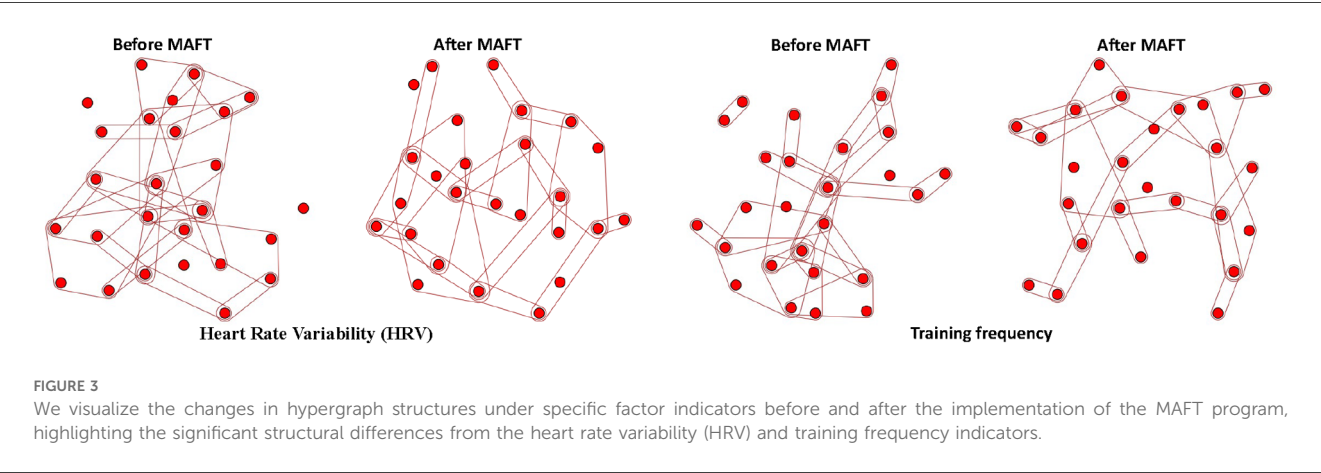 Before MAFT After MAFT Before MAFT After MAFT
Heart Rate Variability (HRV) Training frequency
FIGURE 3
We visualize the changes in hypergraph structures under specific factor indicators before and after the implementation of the MAFT program,
highlighting the significant structural differences from the heart rate variability (HRV) and training frequency indicators.